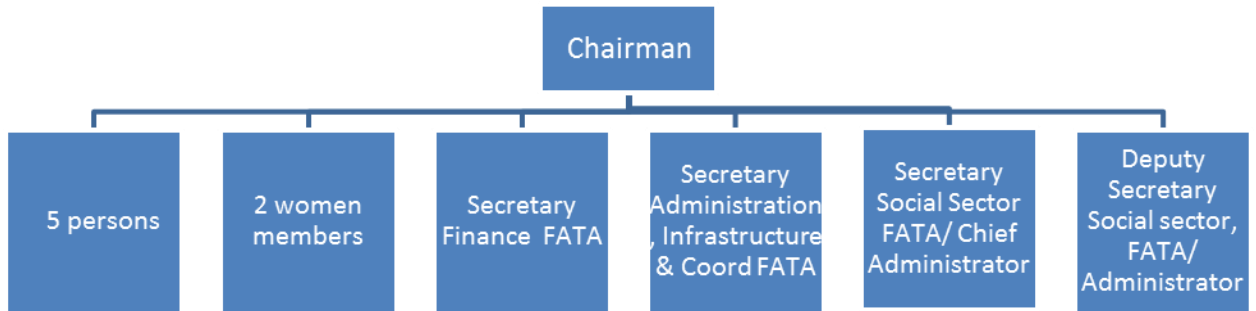 Chairman
5 persons
2 women
members
Secretary
Finance FATA
Secretary
Administration
, Infrastructure
& Coord FATA
Secretary
Social Sector
FATA/ Chief
Administrator
Deputy
Secretary
Social sector,
FATA/
Administrator